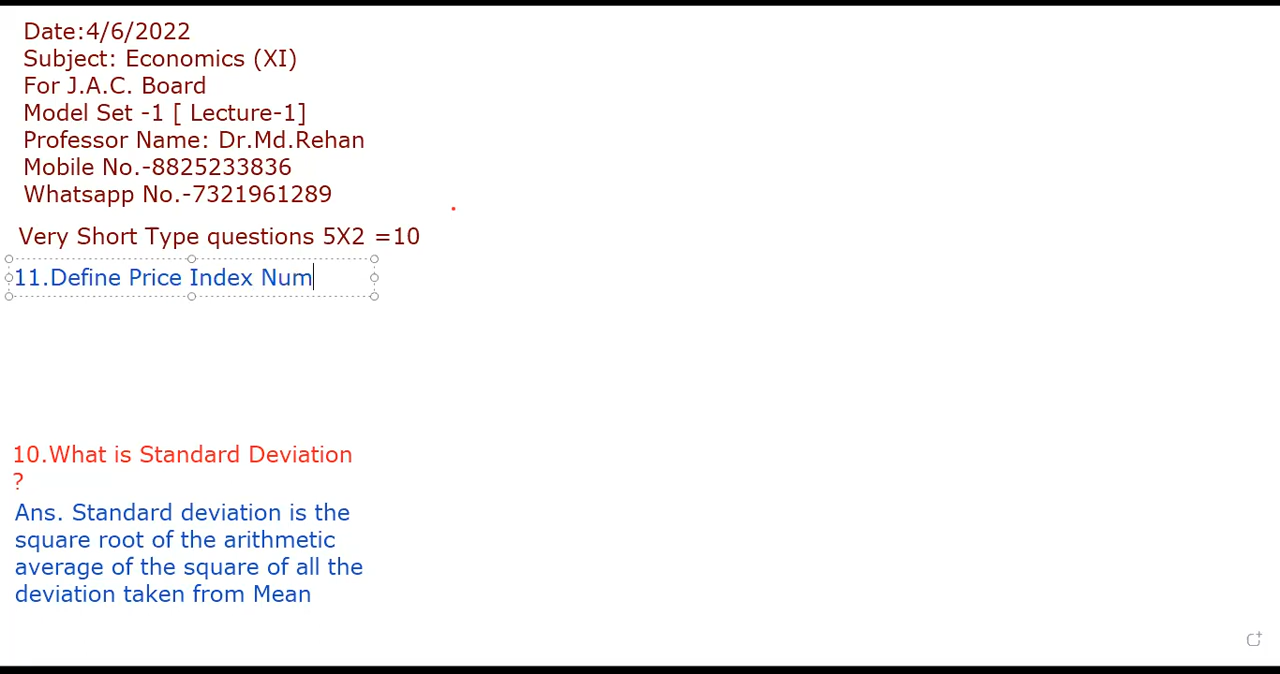 Date:4/6/2022
Subject: Economics (XI)
For J.A.C. Board
Model Set -1 [ Lecture-1]
Professor Name: Dr.Md.Rehan
Mobile No.-8825233836
Whatsapp No.-7321961289
Very Short Type questions 5X2 =10
11.Define Price Index Num
10.What is Standard Deviation
?
Ans. Standard deviation is the
square root of the arithmetic
average of the square of all the
deviation taken from Mean